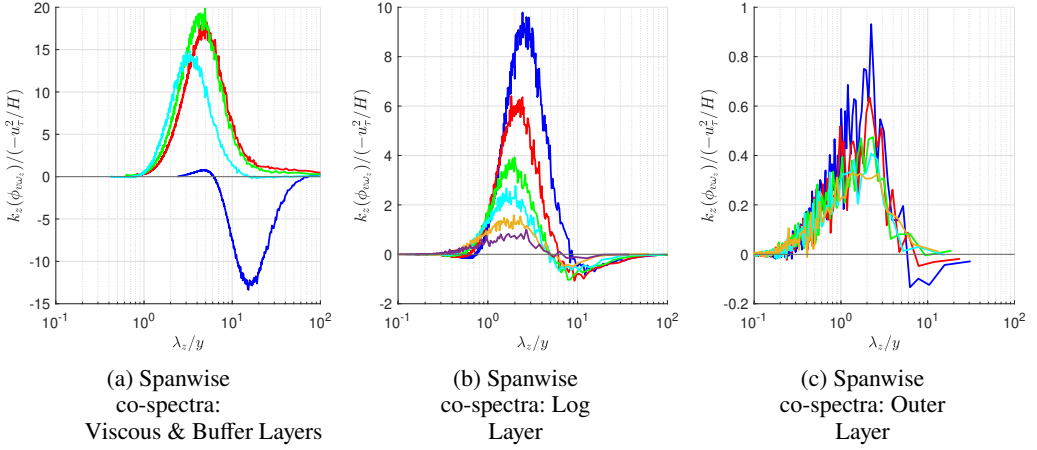 20
15
10
5
0
-5
-10
-15
k_z(ϕ_{vω_z})/(-u_τ^2/H)
10^{-1} 10^0 10^1 10^2
λ_z/y
(a) Spanwise
co-spectra:
Viscous & Buffer Layers
10
8
6
4
2
0
-2
k_z(ϕ_{vω_z})/(-u_τ^2/H)
10^{-1} 10^0 10^1 10^2
λ_z/y
(b) Spanwise
co-spectra: Log
Layer
1
0.8
0.6
0.4
0.2
0
-0.2
k_z(ϕ_{vω_z})/(-u_τ^2/H)
10^{-1} 10^0 10^1 10^2
λ_z/y
(c) Spanwise
co-spectra: Outer
Layer